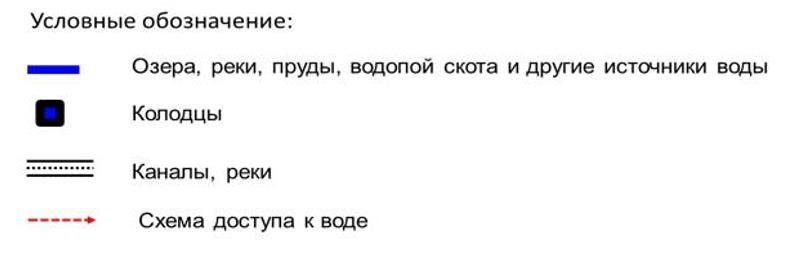 Условные обозначение:
Озера, реки, пруды, водопой скота и другие источники воды
Колодцы
Каналы, реки
Схема доступа к воде